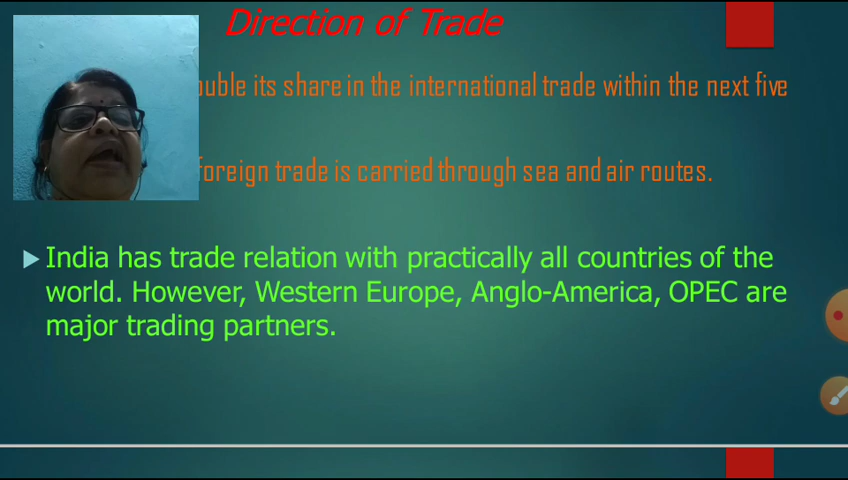 Direction of Trade
its share in the international trade within the next five
foreign trade is carried through sea and air routes.
India has trade relation with practically all countries of the
world. However, Western Europe, Anglo-America, OPEC are
major trading partners.